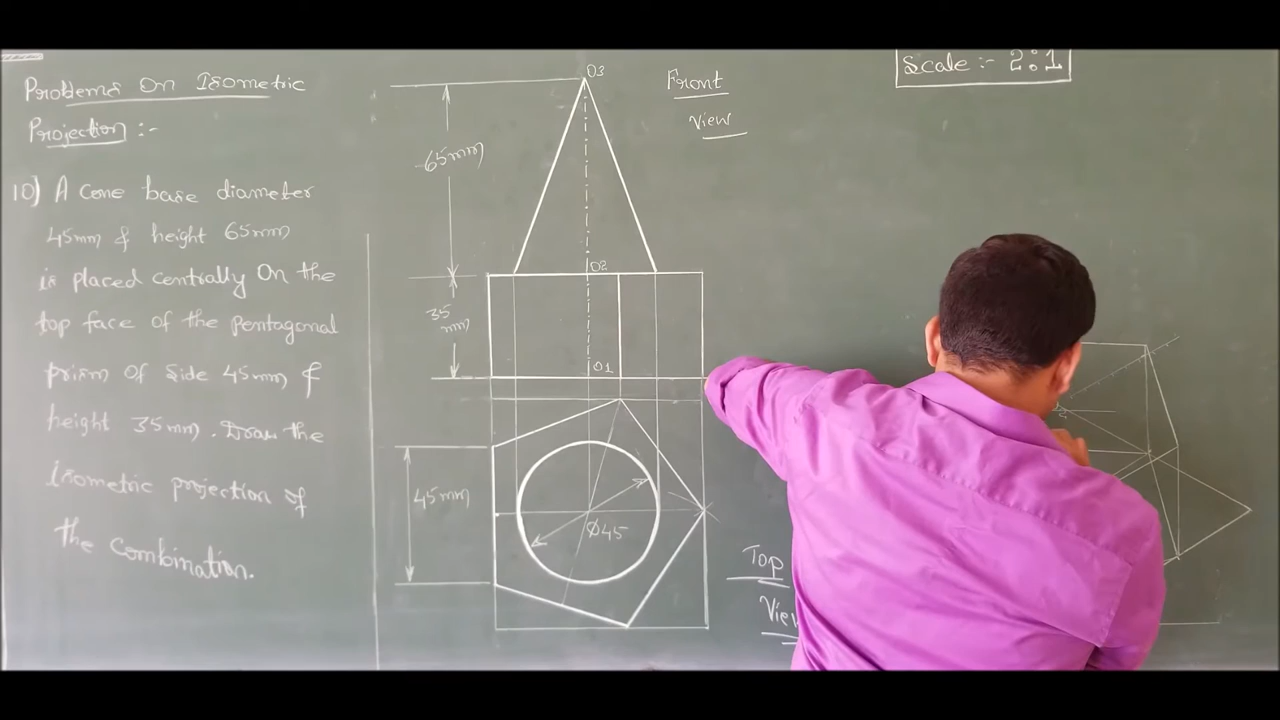 Problems On Isometric
Projection :-
10) A Cone base diameter
45mm & height 65mm
is placed centrally On the
top face of the pentagonal
prism of side 45mm &
height 35mm. Draw the
isometric projection of
the combination.
O3
65mm
Front
View
Scale :- 2:1
O2
35
mm
O1
45mm
Ø45
Top
View